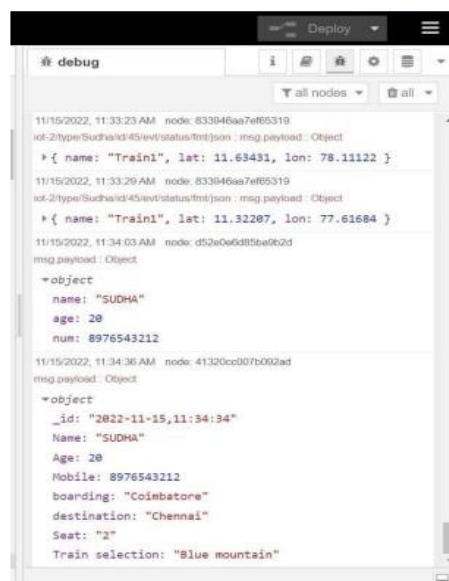 Deploy
debug
i
all nodes
all
11/15/2022, 11:33:23 AM node: 833946aa7ef65319
iot-2/type/Sudha/id/45/evt/status/fmt/json : msg.payload : Object
{ name: "Train1", lat: 11.63431, lon: 78.11122 }
11/15/2022, 11:33:29 AM node: 833946aa7ef65319
iot-2/type/Sudha/id/45/evt/status/fmt/json : msg.payload : Object
{ name: "Train1", lat: 11.32207, lon: 77.61684 }
11/15/2022, 11:34:03 AM node: d52e0e6d85ba9b2d
msg.payload : Object
object
name: "SUDHA"
age: 20
num: 8976543212
11/15/2022, 11:34:36 AM node: 41320cc007b092ad
msg.payload : Object
object
_id: "2022-11-15,11:34:34"
Name: "SUDHA"
Age: 20
Mobile: 8976543212
boarding: "Coimbatore"
destination: "Chennai"
Seat: "2"
Train selection: "Blue mountain"